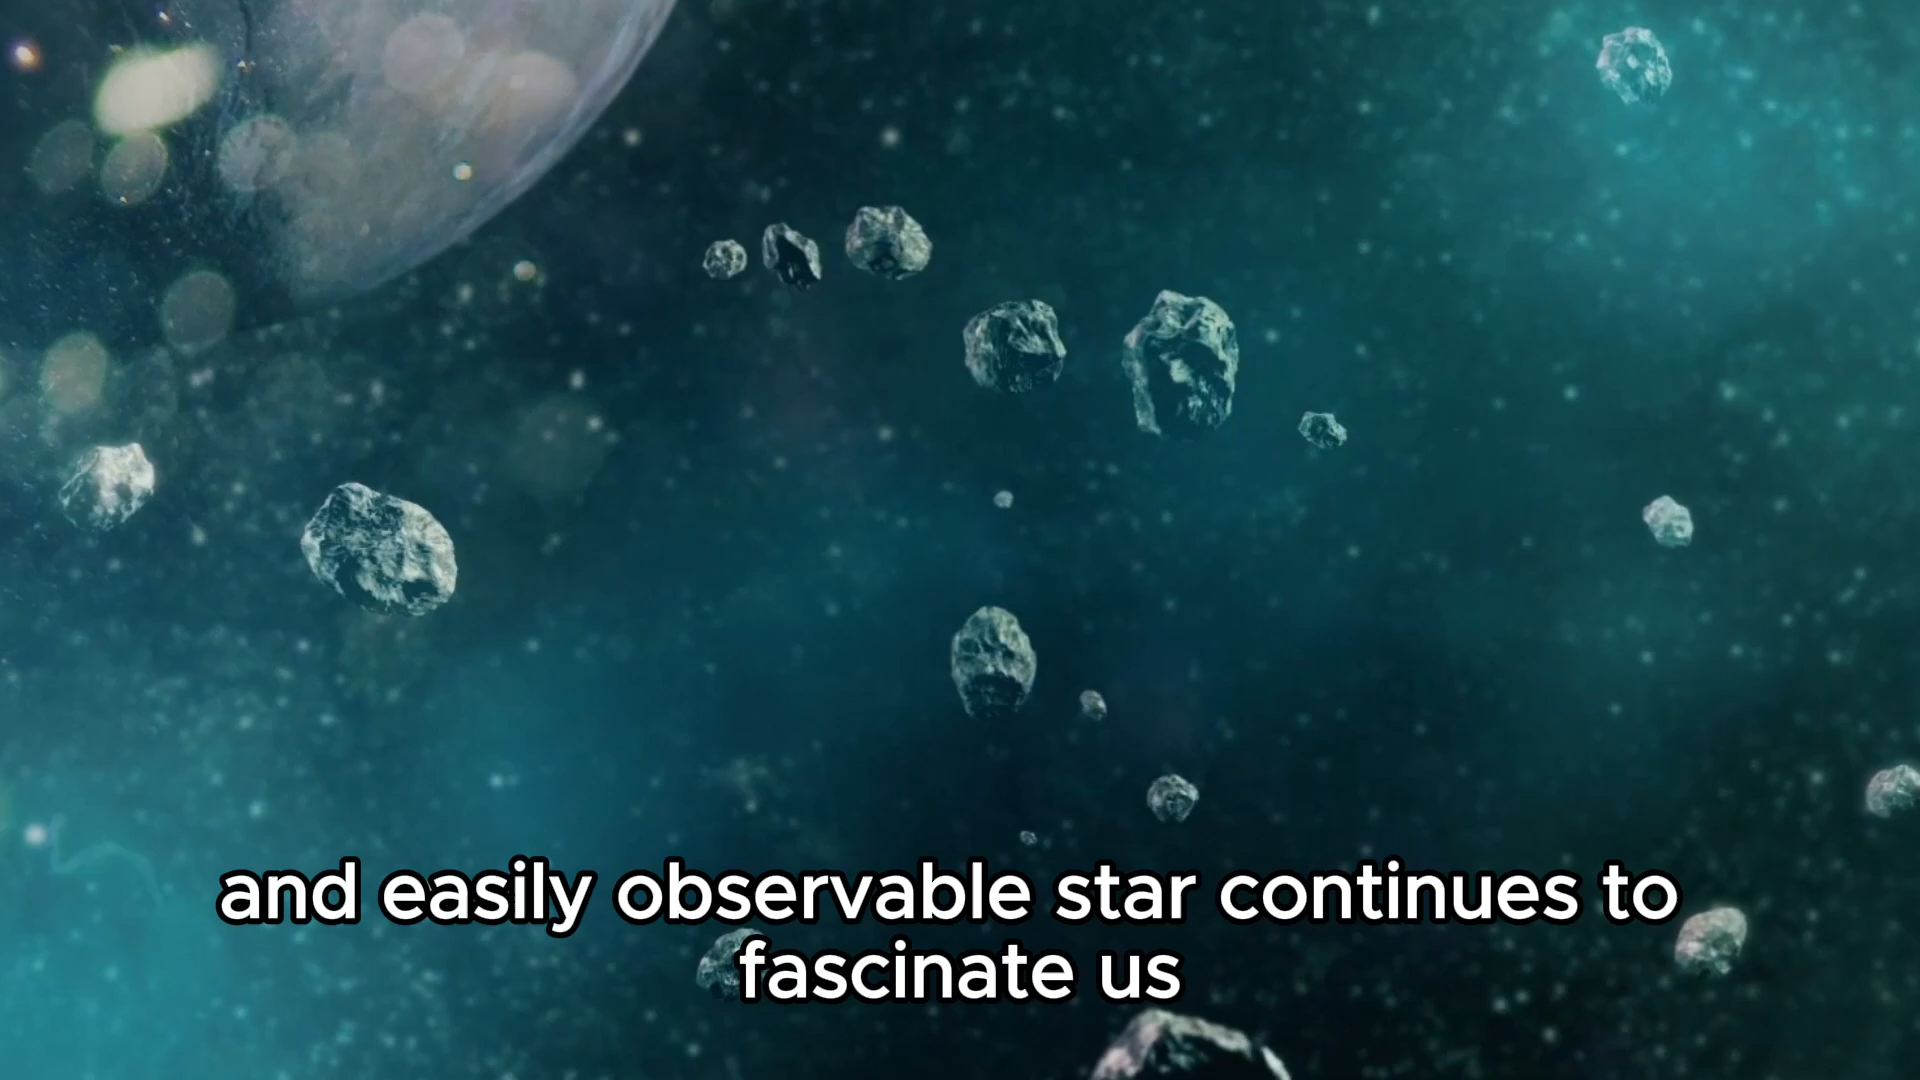 and easily observable star continues to
fascinate us